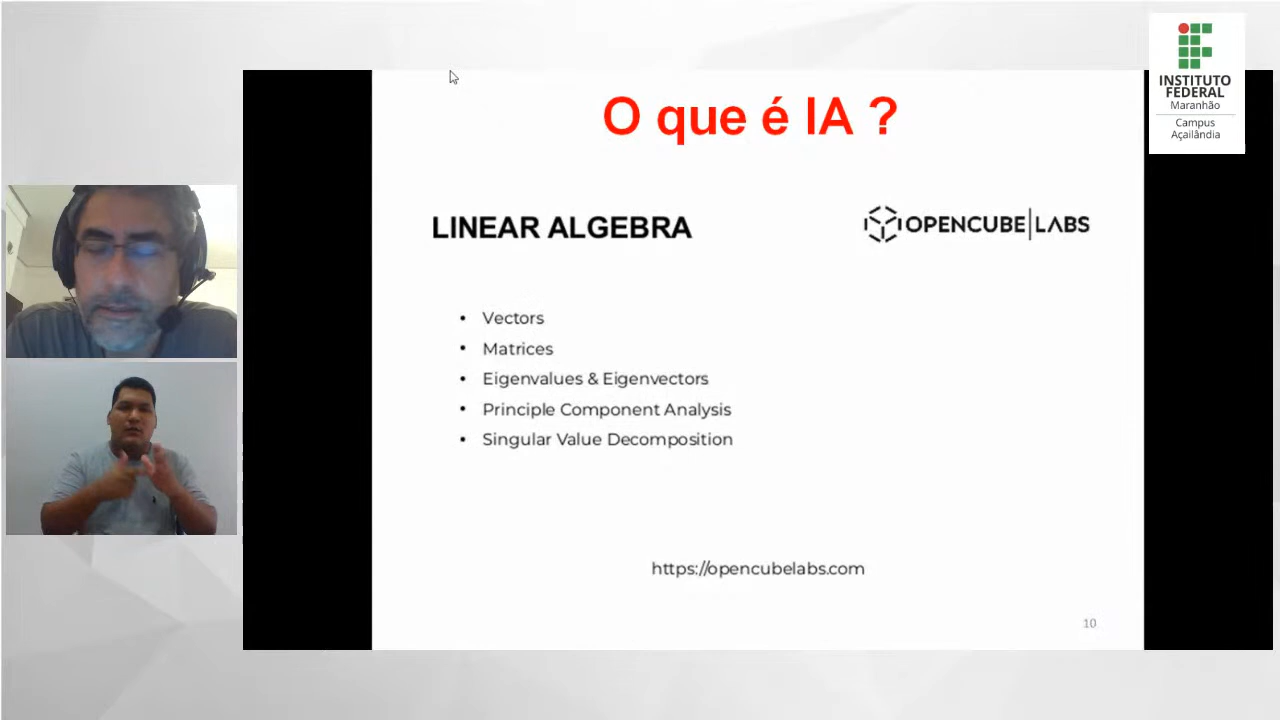 INSTITUTO
FEDERAL
Maranhão
Campus
Açailândia
O que é IA ?
LINEAR ALGEBRA
OPENCUBE|LABS
• Vectors
• Matrices
• Eigenvalues & Eigenvectors
• Principle Component Analysis
• Singular Value Decomposition
https://opencubelabs.com
10